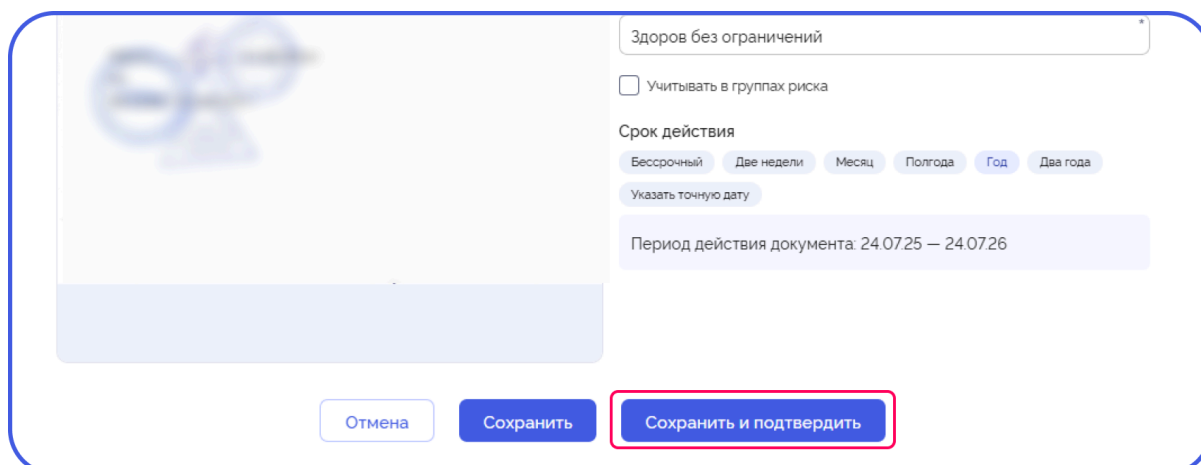 *
Здоров без ограничений
Учитывать в группах риска
Срок действия
Бессрочный Две недели Месяц Полгода Год Два года
Указать точную дату
Период действия документа: 24.07.25 — 24.07.26
Отмена Сохранить Сохранить и подтвердить